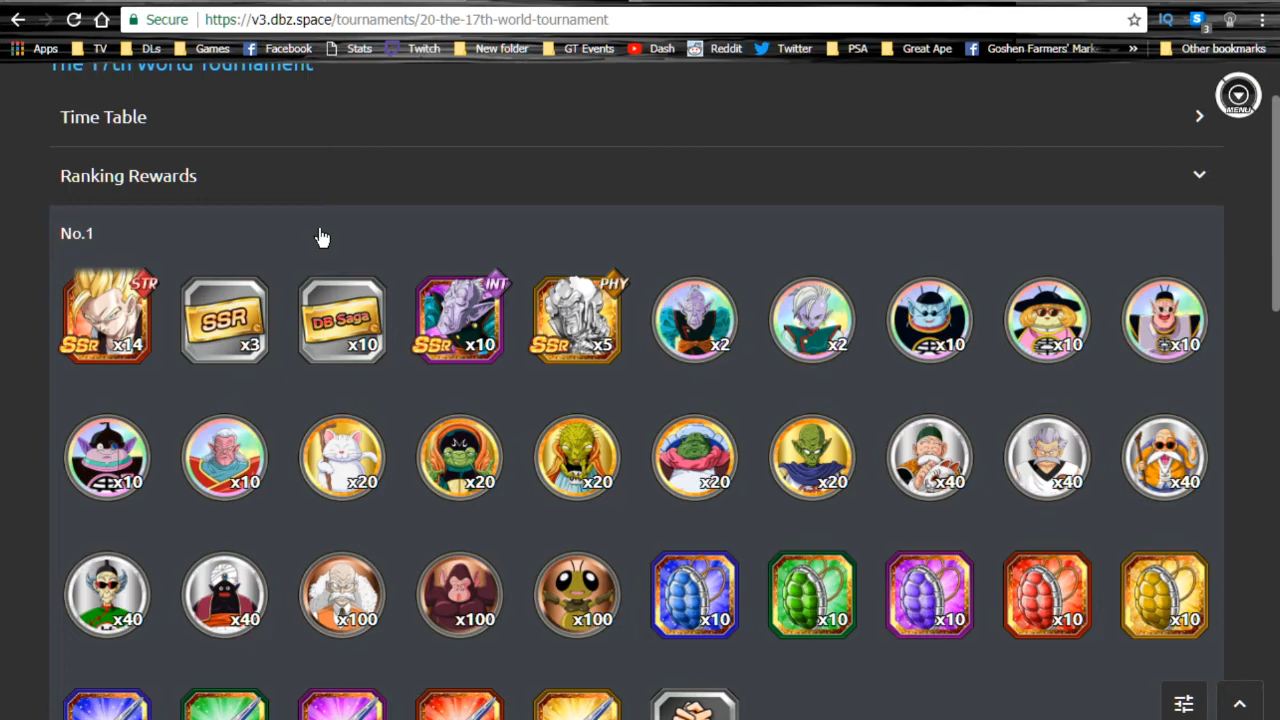 Secure https://v3.dbz.space/tournaments/20-the-17th-world-tournament IQ S 3
Apps TV DLs Games Facebook Stats Twitch New folder GT Events Dash Reddit Twitter PSA Great Ape Goshen Farmers' Mark » Other bookmarks
The 17th World Tournament
Time Table
MENU
Ranking Rewards
No.1
STR INT PHY
SSR DB Saga
SSR x14 x3 x10 SSR x10 SSR x5 x2 x2 x10 x10 x10
x10 x10 x20 x20 x20 x20 x20 x40 x40 x40
x40 x40 x100 x100 x100 x10 x10 x10 x10 x10